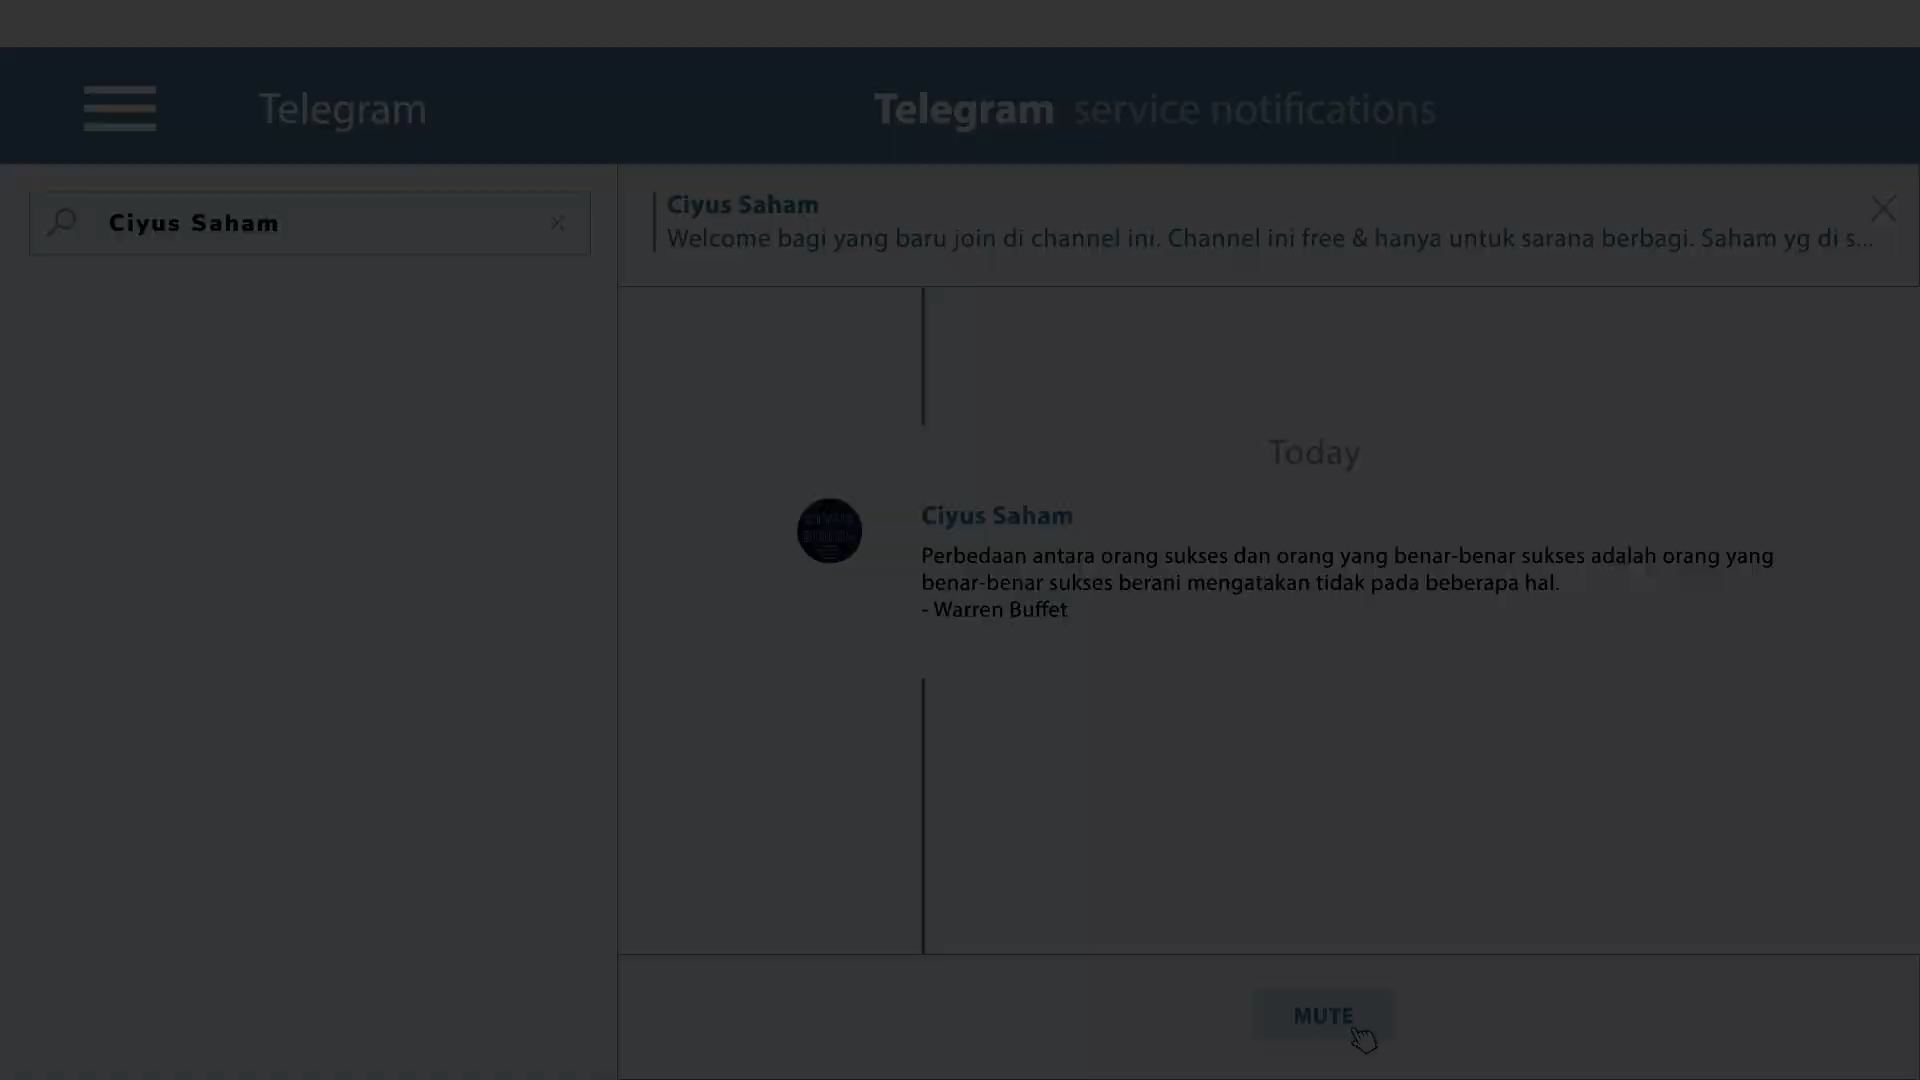 Telegram
Telegram service notifications
Ciyus Saham
Ciyus Saham
Welcome bagi yang baru join di channel ini. Channel ini free & hanya untuk sarana berbagi. Saham yg di s...
Today
Ciyus Saham
Perbedaan antara orang sukses dan orang yang benar-benar sukses adalah orang yang
benar-benar sukses berani mengatakan tidak pada beberapa hal.
- Warren Buffet
MUTE